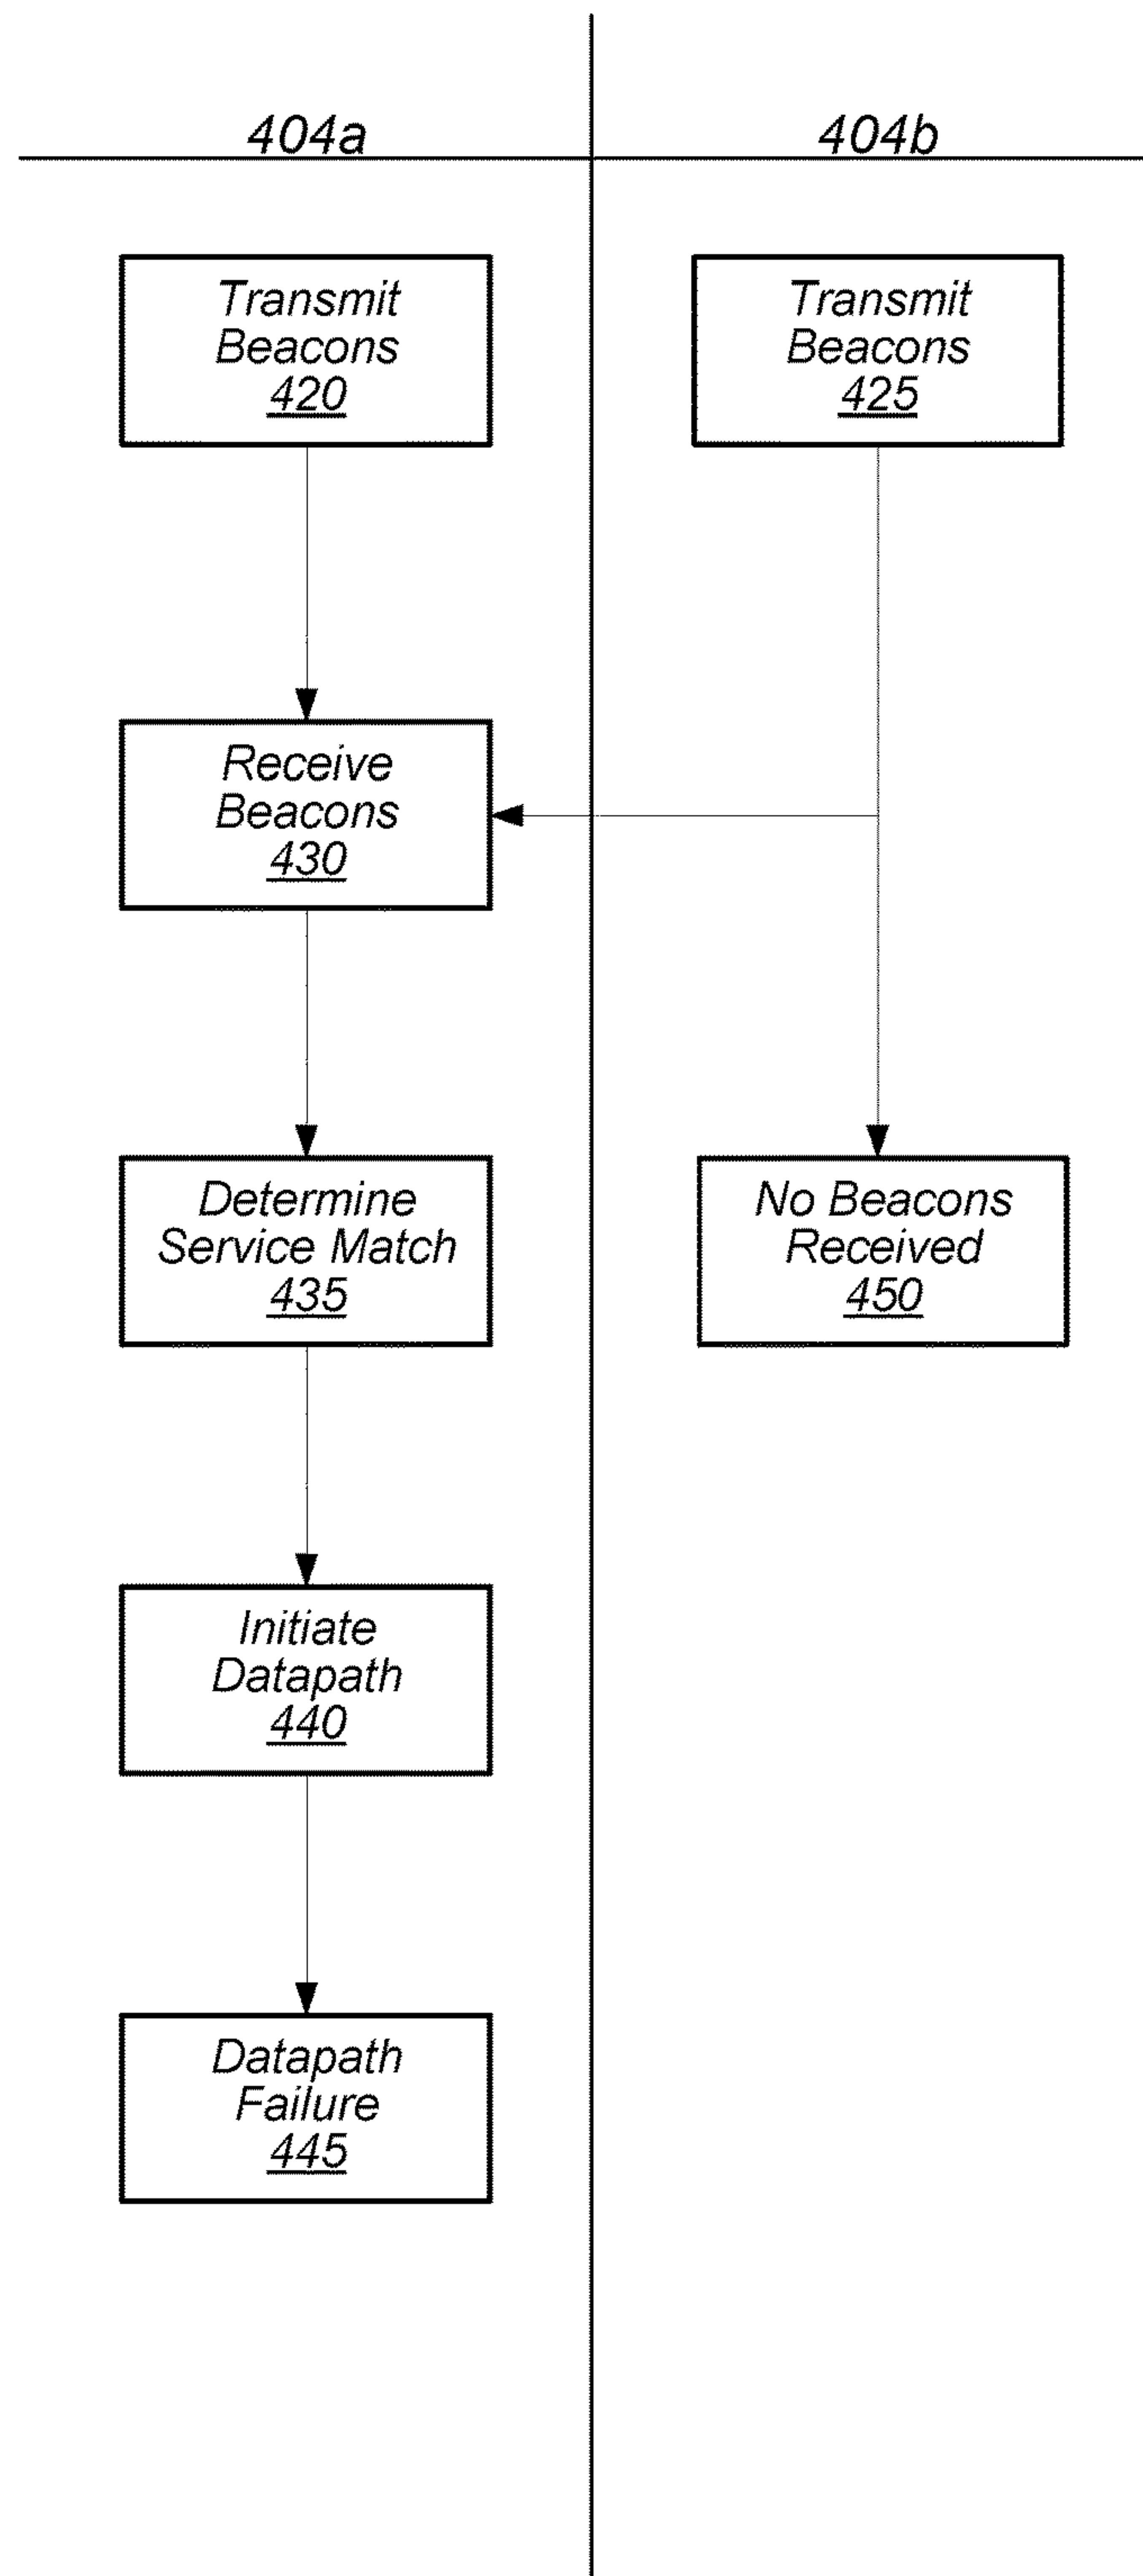 404a
404b
Transmit
Beacons
420
Transmit
Beacons
425
Receive
Beacons
430
Determine
Service Match
435
No Beacons
Received
450
Initiate
Datapath
440
Datapath
Failure
445